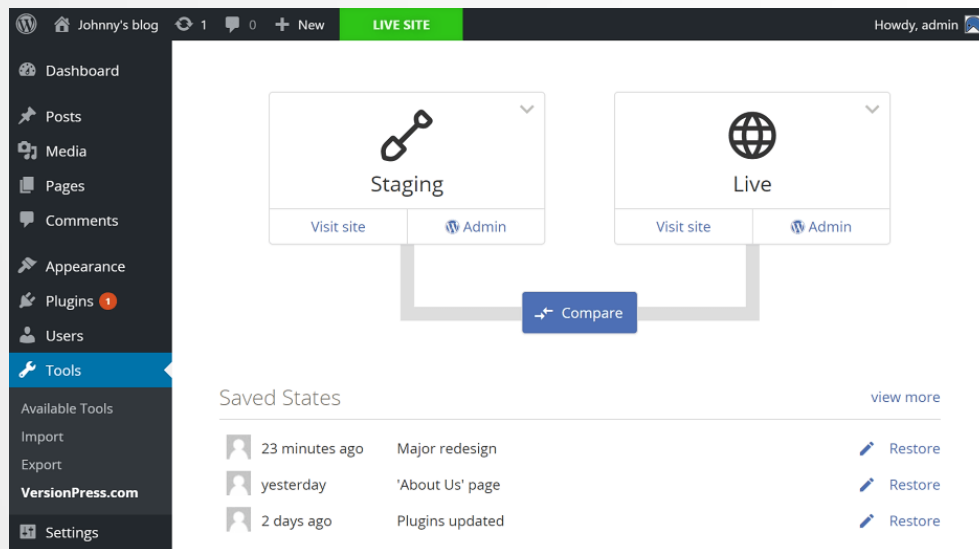 Johnny's blog 1 0 New LIVE SITE Howdy, admin
Dashboard
Posts
Media
Pages
Comments
Appearance
Plugins 1
Users
Tools
Available Tools
Import
Export
VersionPress.com
Settings
Staging
Visit site Admin
Live
Visit site Admin
Compare
Saved States view more
23 minutes ago Major redesign Restore
yesterday 'About Us' page Restore
2 days ago Plugins updated Restore